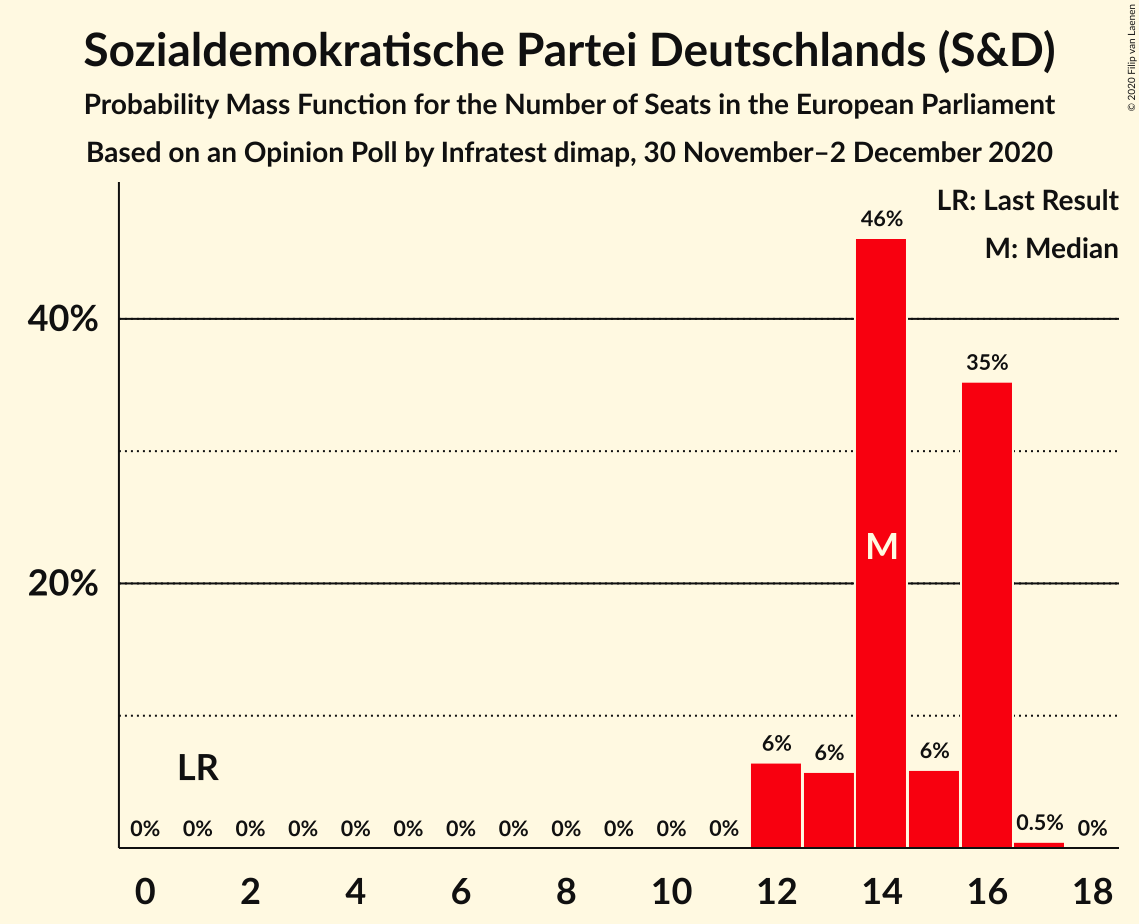 Sozialdemokratische Partei Deutschlands (S&D)
Probability Mass Function for the Number of Seats in the European Parliament
Based on an Opinion Poll by Infratest dimap, 30 November–2 December 2020
© 2020 Filip van Laenen
LR: Last Result
M: Median
46%
40%
35%
M
20%
LR
0% 0% 0% 0% 0% 0% 0% 0% 0% 0% 0% 0% 6% 6% 6% 0.5% 0%
0 2 4 6 8 10 12 14 16 18